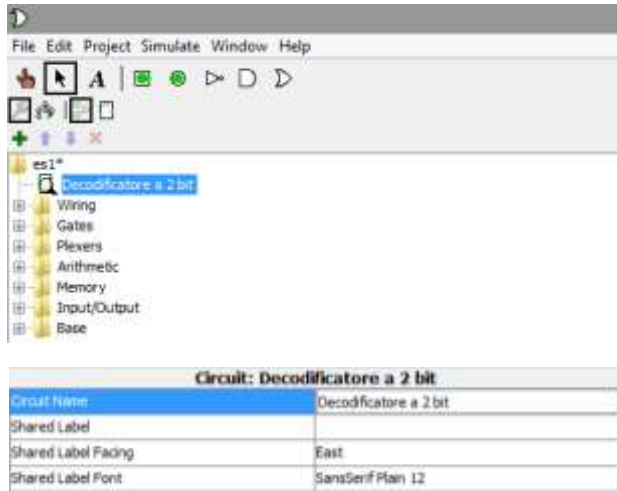 File Edit Project Simulate Window Help
A
es1*
Decodificatore a 2 bit
Wiring
Gates
Plexers
Arithmetic
Memory
Input/Output
Base
Circuit: Decodificatore a 2 bit
Circuit Name Decodificatore a 2 bit
Shared Label
Shared Label Facing East
Shared Label Font SansSerif Plain 12